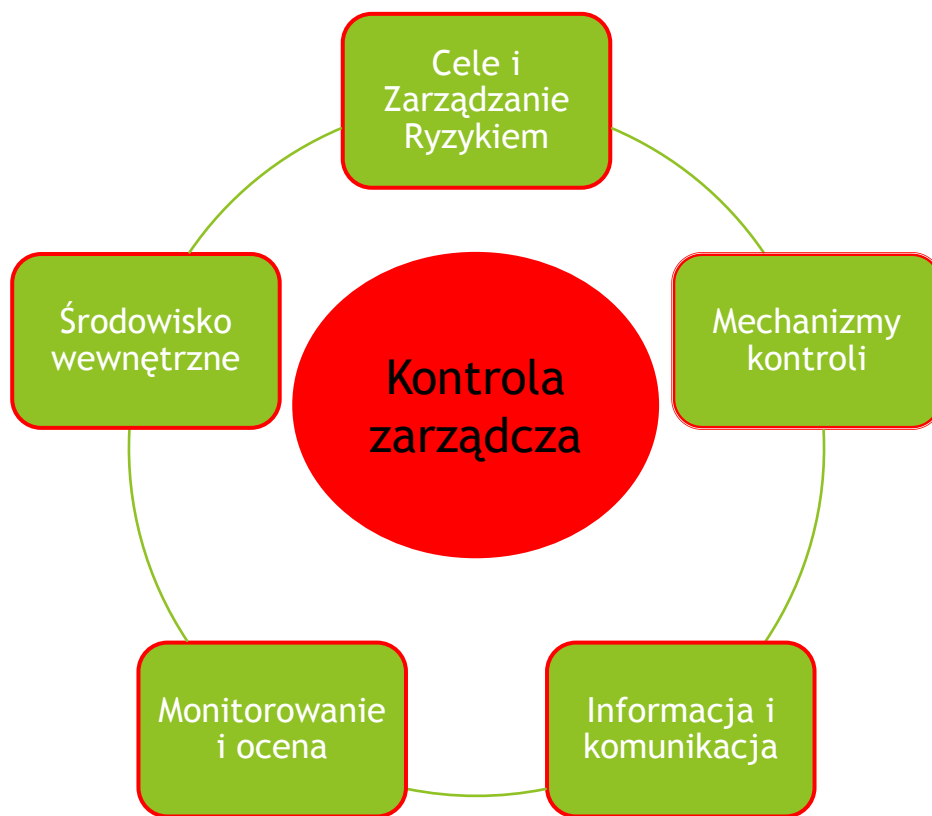 Cele i
Zarządzanie
Ryzykiem
Środowisko
wewnętrzne
Mechanizmy
kontroli
Kontrola
zarządcza
Monitorowanie
i ocena
Informacja i
komunikacja